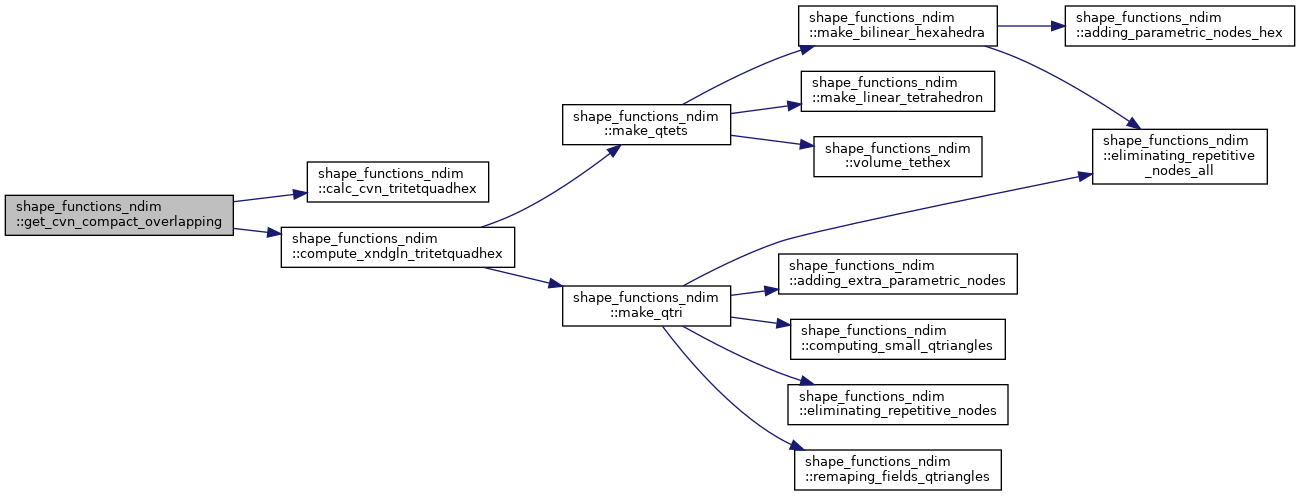 shape_functions_ndim
::get_cvn_compact_overlapping
shape_functions_ndim
::calc_cvn_tritetquadhex
shape_functions_ndim
::compute_xndgln_tritetquadhex
shape_functions_ndim
::make_qtets
shape_functions_ndim
::make_bilinear_hexahedra
shape_functions_ndim
::adding_parametric_nodes_hex
shape_functions_ndim
::eliminating_repetitive
_nodes_all
shape_functions_ndim
::make_linear_tetrahedron
shape_functions_ndim
::volume_tethex
shape_functions_ndim
::make_qtri
shape_functions_ndim
::adding_extra_parametric_nodes
shape_functions_ndim
::computing_small_qtriangles
shape_functions_ndim
::eliminating_repetitive_nodes
shape_functions_ndim
::remaping_fields_qtriangles